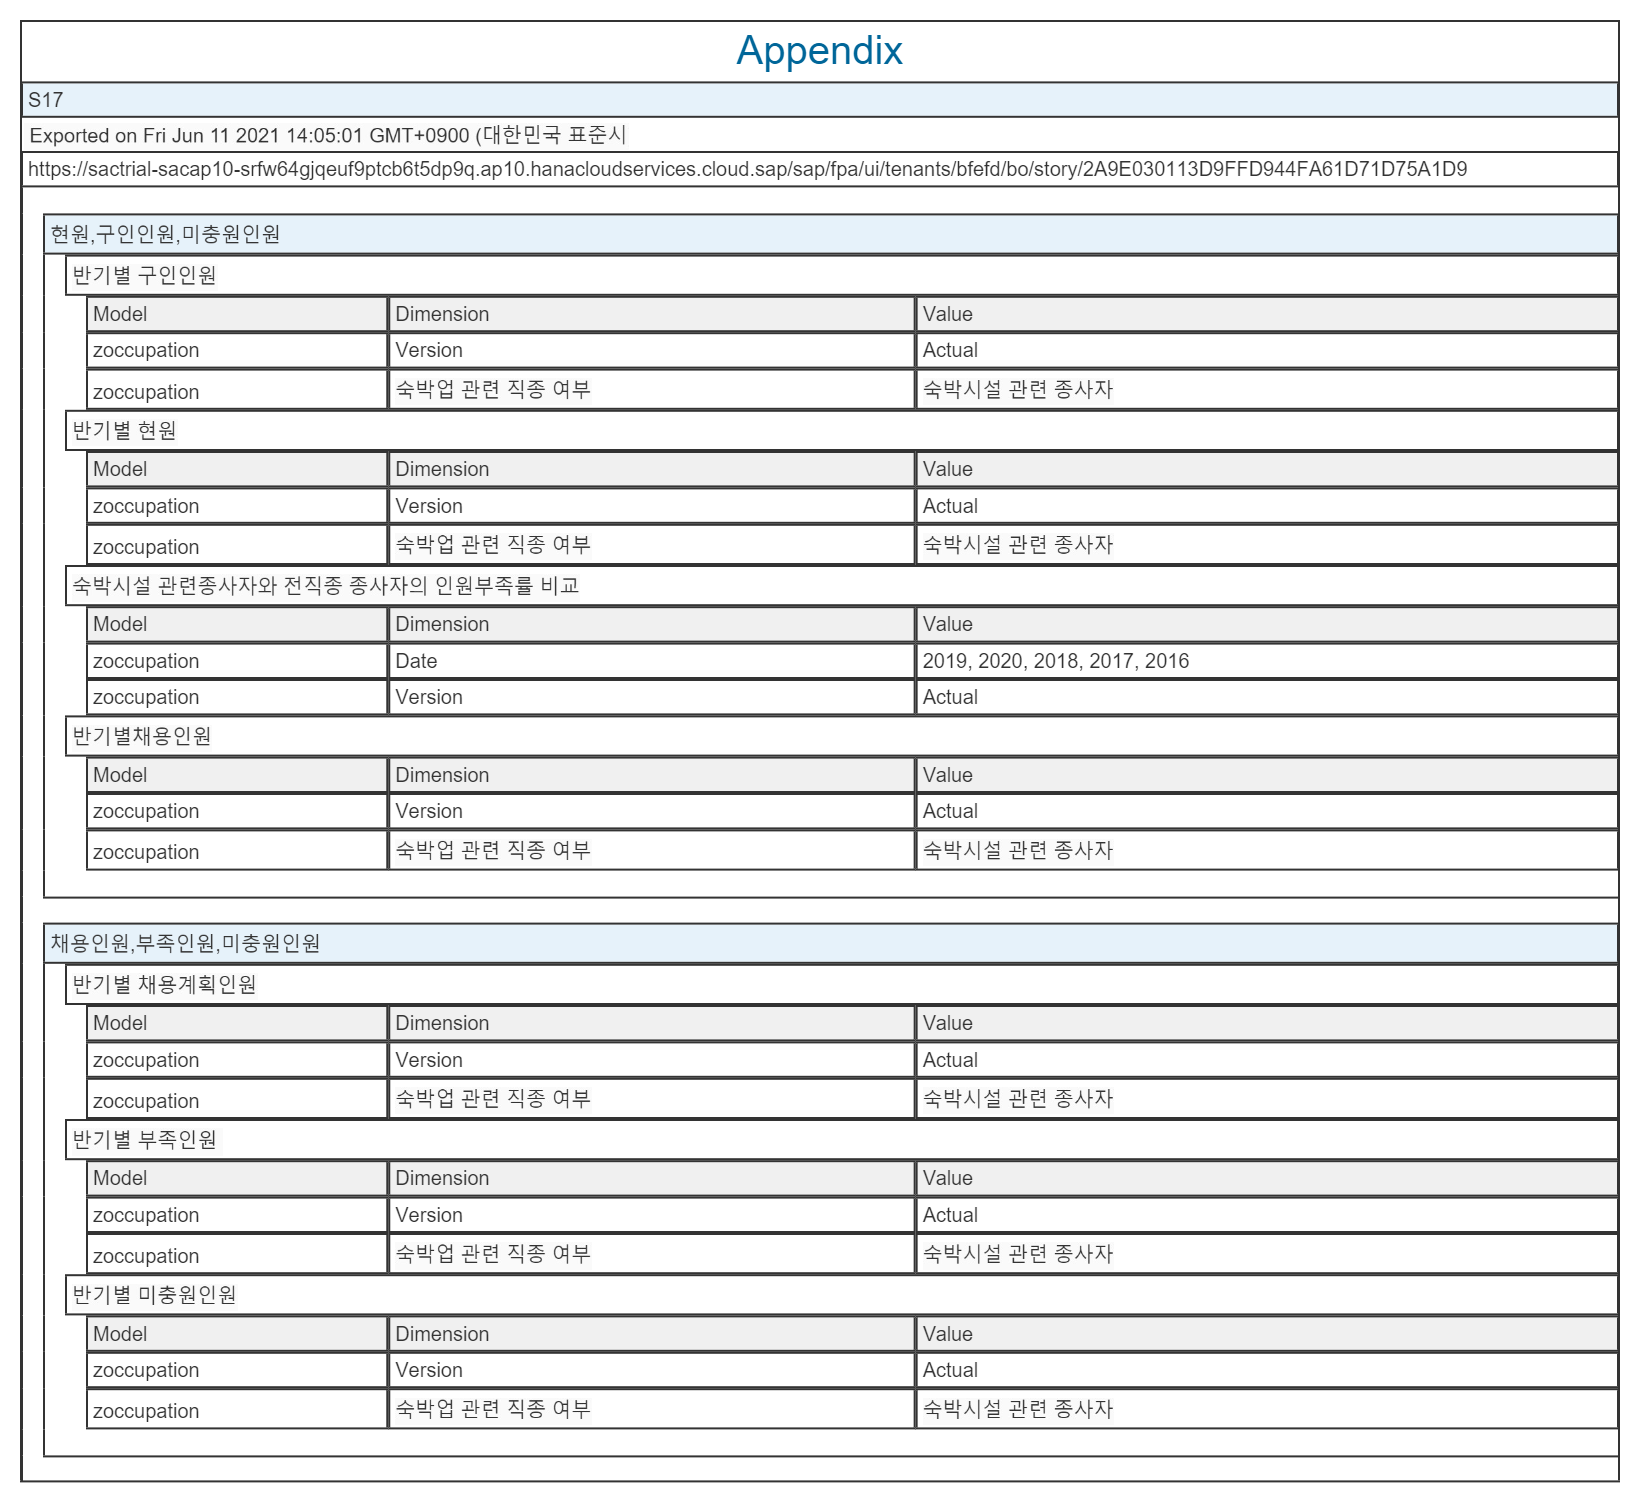 Appendix
S17
Exported on Fri Jun 11 2021 14:05:01 GMT+0900 (대한민국 표준시
https://sactrial-sacap10-srfw64gjqeuf9ptcb6t5dp9q.ap10.hanacloudservices.cloud.sap/sap/fpa/ui/tenants/bfefd/bo/story/2A9E030113D9FFD944FA61D71D75A1D9
현원,구인인원,미충원인원
반기별 구인인원
Model Dimension Value
zoccupation Version Actual
zoccupation 숙박업 관련 직종 여부 숙박시설 관련 종사자
반기별 현원
Model Dimension Value
zoccupation Version Actual
zoccupation 숙박업 관련 직종 여부 숙박시설 관련 종사자
숙박시설 관련종사자와 전직종 종사자의 인원부족률 비교
Model Dimension Value
zoccupation Date 2019, 2020, 2018, 2017, 2016
zoccupation Version Actual
반기별채용인원
Model Dimension Value
zoccupation Version Actual
zoccupation 숙박업 관련 직종 여부 숙박시설 관련 종사자
채용인원,부족인원,미충원인원
반기별 채용계획인원
Model Dimension Value
zoccupation Version Actual
zoccupation 숙박업 관련 직종 여부 숙박시설 관련 종사자
반기별 부족인원
Model Dimension Value
zoccupation Version Actual
zoccupation 숙박업 관련 직종 여부 숙박시설 관련 종사자
반기별 미충원인원
Model Dimension Value
zoccupation Version Actual
zoccupation 숙박업 관련 직종 여부 숙박시설 관련 종사자